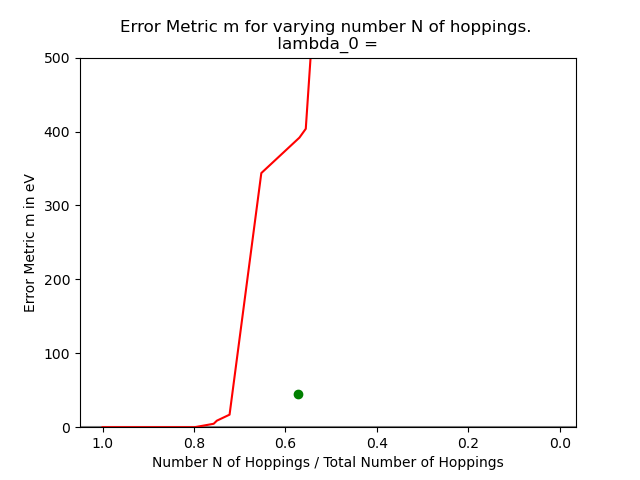 Error Metric m for varying number N of hoppings.
lambda_0 =
500
400
300
200
100
0
Error Metric m in eV
1.0 0.8 0.6 0.4 0.2 0.0
Number N of Hoppings / Total Number of Hoppings